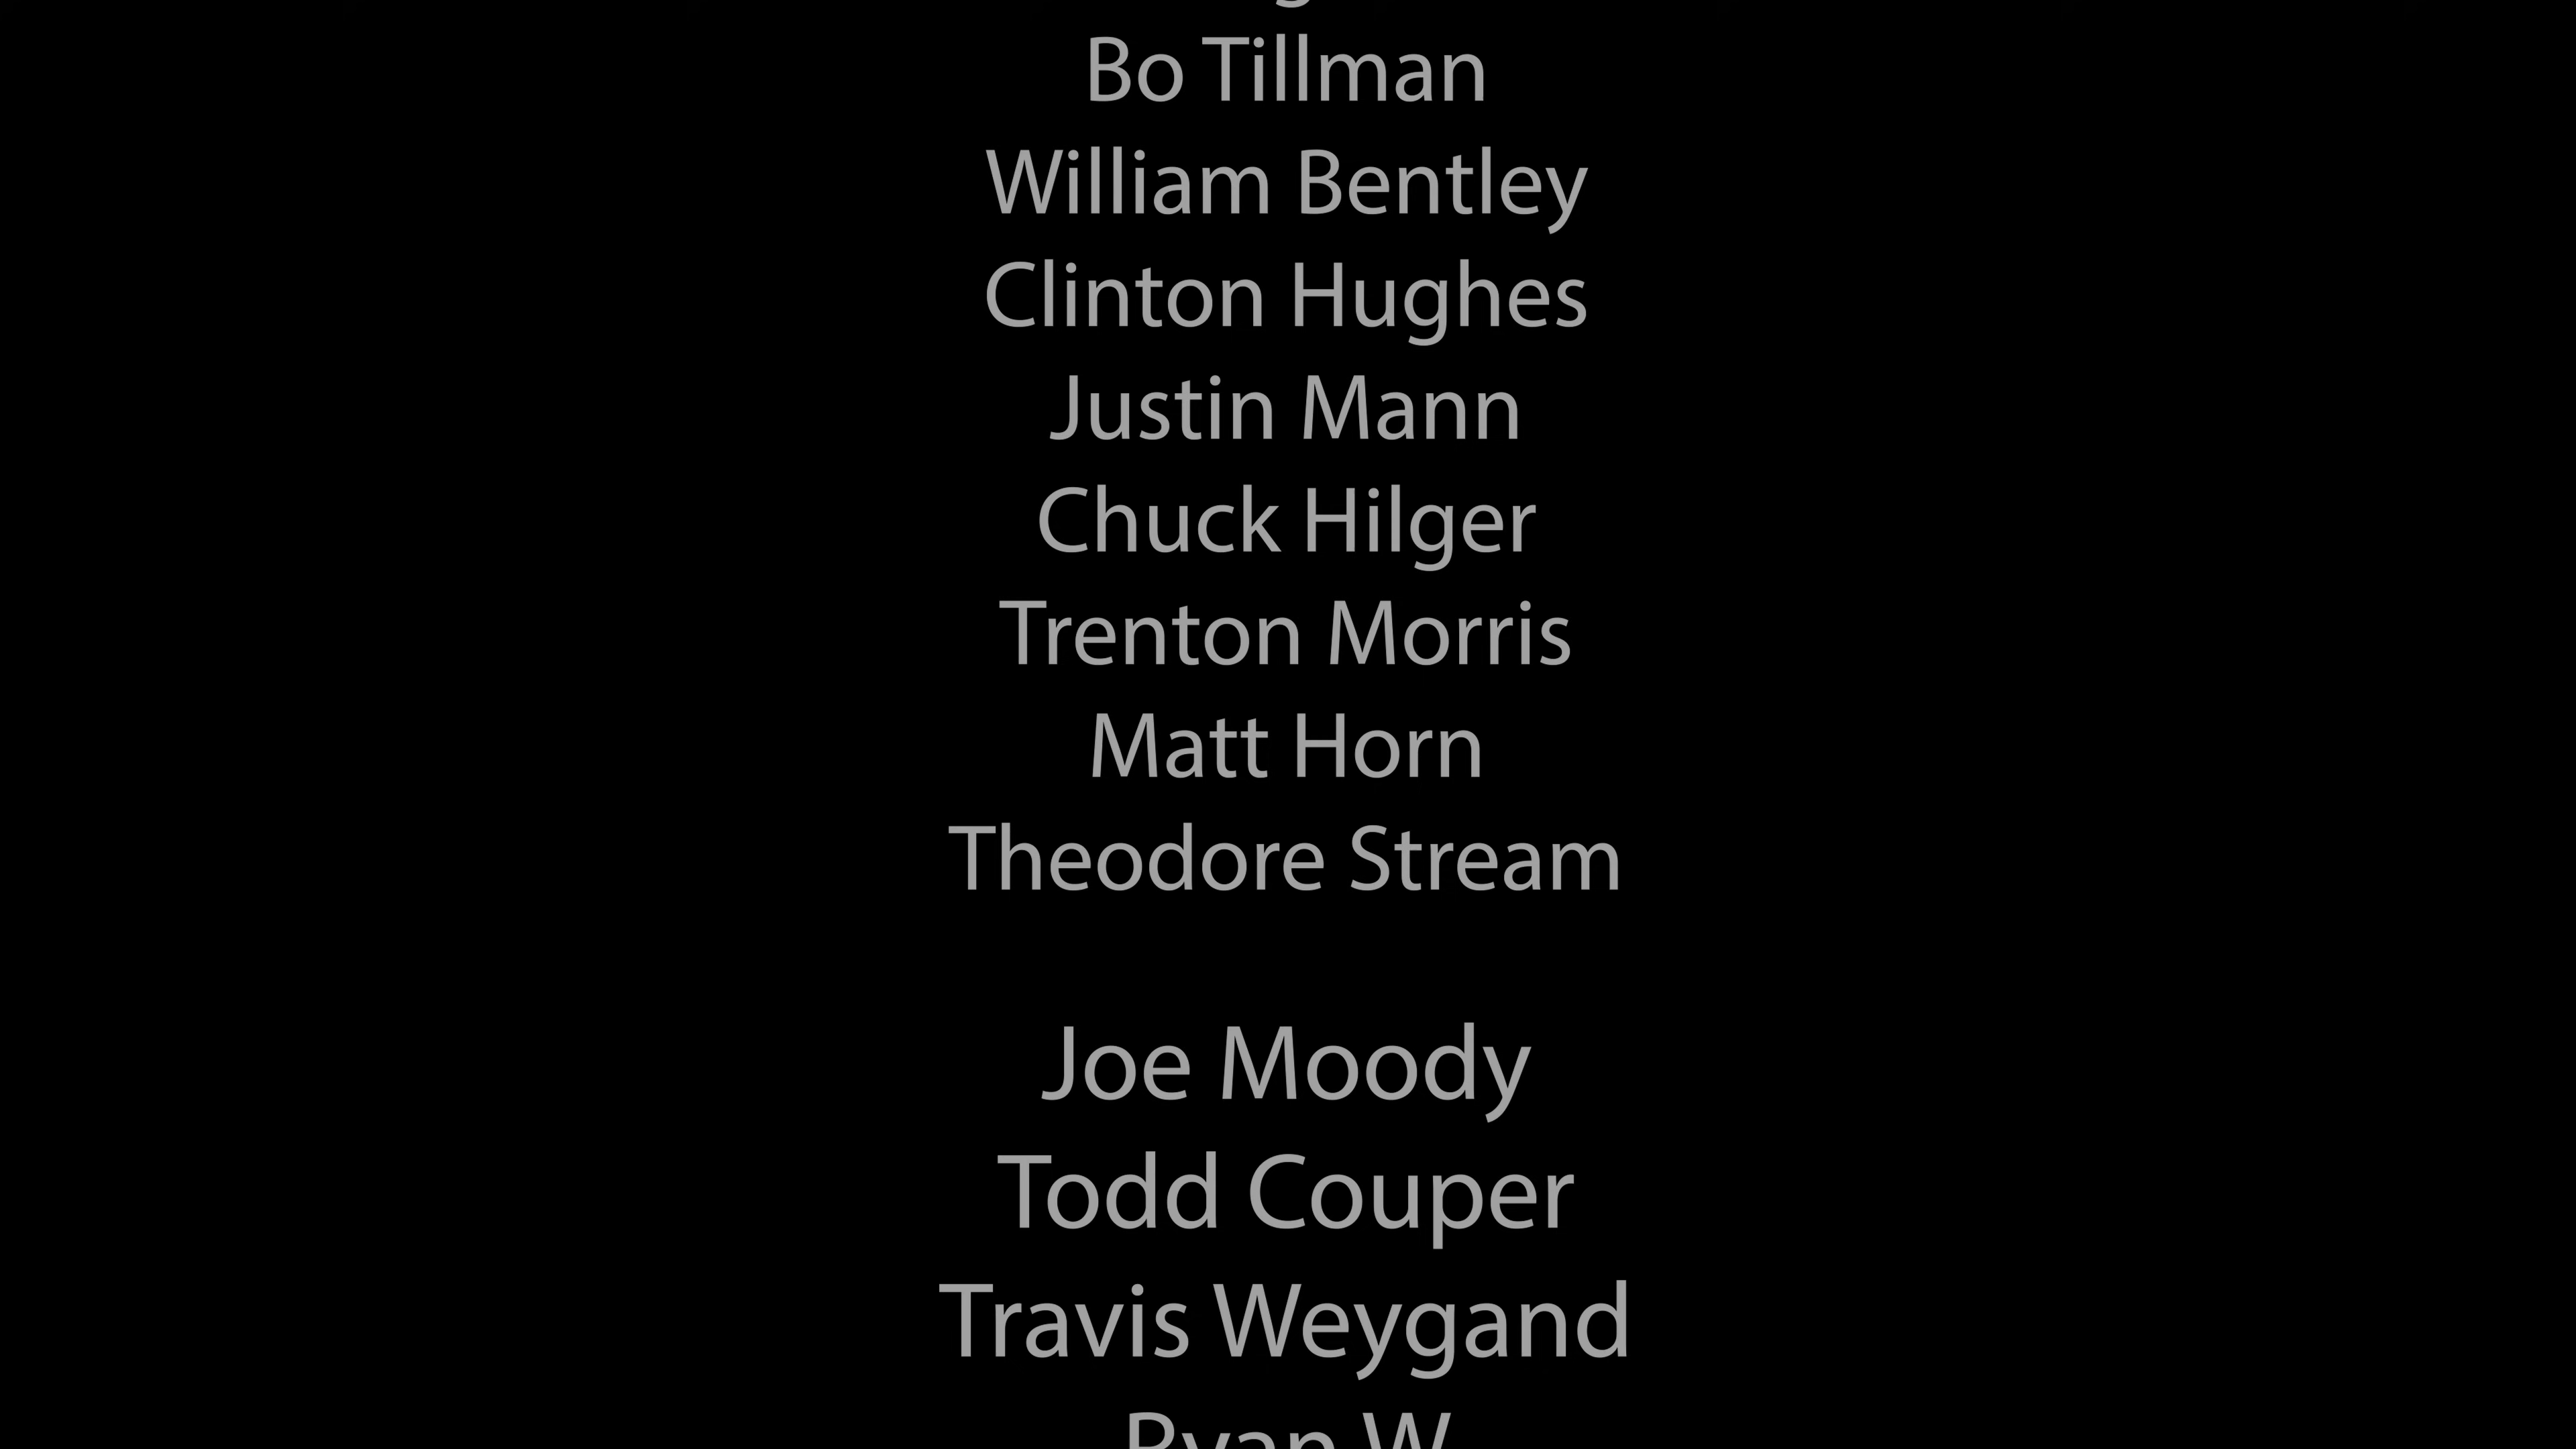 Bo Tillman
William Bentley
Clinton Hughes
Justin Mann
Chuck Hilger
Trenton Morris
Matt Horn
Theodore Stream
Joe Moody
Todd Couper
Travis Weygand
Ryan W